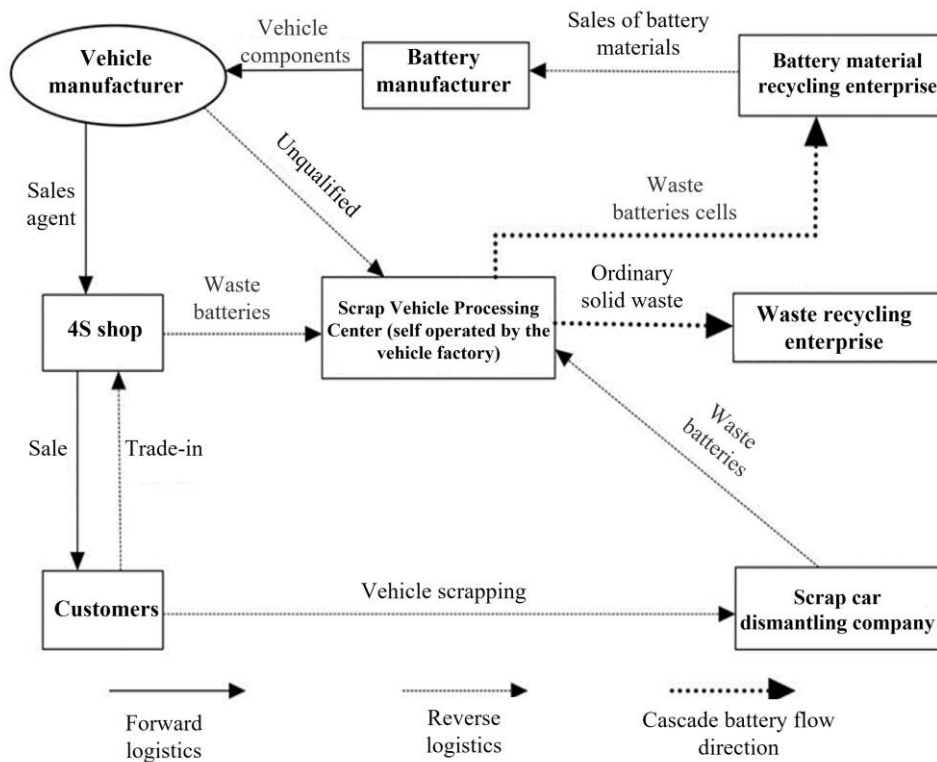 Vehicle
manufacturer
Vehicle
components
Battery
manufacturer
Sales of battery
materials
Battery material
recycling enterprise
Sales
agent
Unqualified
Waste
batteries cells
4S shop
Waste
batteries
Scrap Vehicle Processing
Center (self operated by the
vehicle factory)
Ordinary
solid waste
Waste recycling
enterprise
Sale
Trade-in
Waste
batteries
Customers
Vehicle scrapping
Scrap car
dismantling company
Forward
logistics
Reverse
logistics
Cascade battery flow
direction